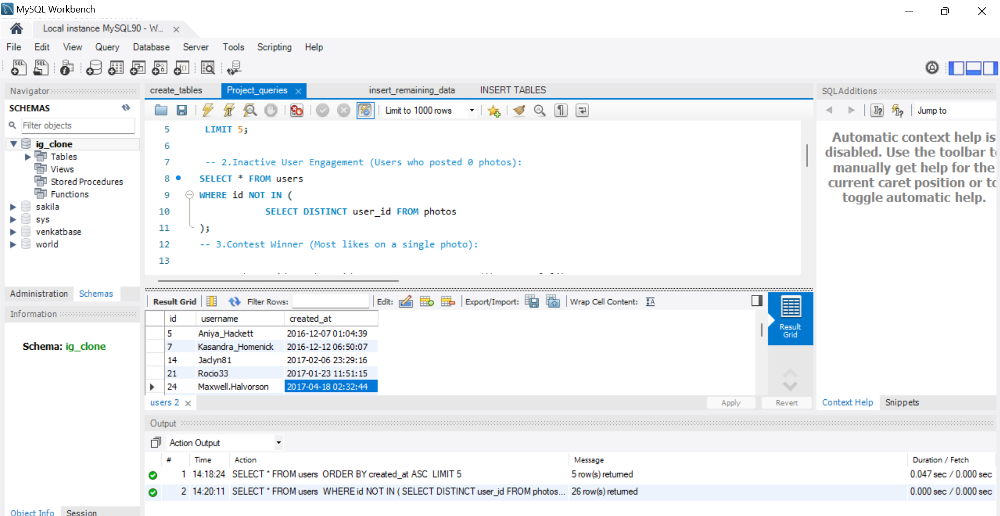 MySQL Workbench
Local instance MySQL90 - W...
File Edit View Query Database Server Tools Scripting Help
Navigator
SCHEMAS
Filter objects
ig_clone
Tables
Views
Stored Procedures
Functions
sakila
sys
venkatbase
world
Administration Schemas
Information
Schema: ig_clone
Object Info Session
create_tables Project_queries insert_remaining_data INSERT TABLES
Limit to 1000 rows
5 LIMIT 5;
6
7 -- 2.Inactive User Engagement (Users who posted 0 photos):
8 SELECT * FROM users
9 WHERE id NOT IN (
10 SELECT DISTINCT user_id FROM photos
11 );
12 -- 3.Contest Winner (Most likes on a single photo):
13
Result Grid Filter Rows: Edit: Export/Import: Wrap Cell Content:
id username created_at
5 Aniya_Hackett 2016-12-07 01:04:39
7 Kasandra_Homenick 2016-12-12 06:50:07
14 Jaclyn81 2017-02-06 23:29:16
21 Rocio33 2017-01-23 11:51:15
24 Maxwell.Halvorson 2017-04-18 02:32:44
Result
Grid
users 2 Apply Revert
SQLAdditions
Jump to
Automatic context help is
disabled. Use the toolbar to
manually get help for the
current caret position or to
toggle automatic help.
Context Help Snippets
Output
Action Output
# Time Action Message Duration / Fetch
1 14:18:24 SELECT * FROM users ORDER BY created_at ASC LIMIT 5 5 row(s) returned 0.047 sec / 0.000 sec
2 14:20:11 SELECT * FROM users WHERE id NOT IN ( SELECT DISTINCT user_id FROM photos... 26 row(s) returned 0.000 sec / 0.000 sec